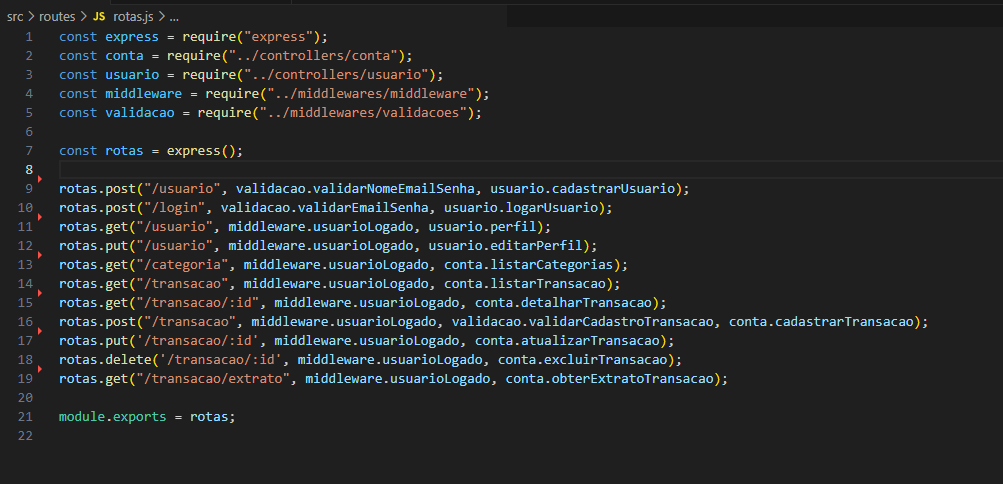 src > routes > JS rotas.js > ...
1 const express = require("express");
2 const conta = require("../controllers/conta");
3 const usuario = require("../controllers/usuario");
4 const middleware = require("../middlewares/middleware");
5 const validacao = require("../middlewares/validacoes");
6
7 const rotas = express();
8
9 rotas.post("/usuario", validacao.validarNomeEmailSenha, usuario.cadastrarUsuario);
10 rotas.post("/login", validacao.validarEmailSenha, usuario.logarUsuario);
11 rotas.get("/usuario", middleware.usuarioLogado, usuario.perfil);
12 rotas.put("/usuario", middleware.usuarioLogado, usuario.editarPerfil);
13 rotas.get("/categoria", middleware.usuarioLogado, conta.listarCategorias);
14 rotas.get("/transacao", middleware.usuarioLogado, conta.listarTransacao);
15 rotas.get("/transacao/:id", middleware.usuarioLogado, conta.detalharTransacao);
16 rotas.post("/transacao", middleware.usuarioLogado, validacao.validarCadastroTransacao, conta.cadastrarTransacao);
17 rotas.put('/transacao/:id', middleware.usuarioLogado, conta.atualizarTransacao);
18 rotas.delete('/transacao/:id', middleware.usuarioLogado, conta.excluirTransacao);
19 rotas.get("/transacao/extrato", middleware.usuarioLogado, conta.obterExtratoTransacao);
20
21 module.exports = rotas;
22